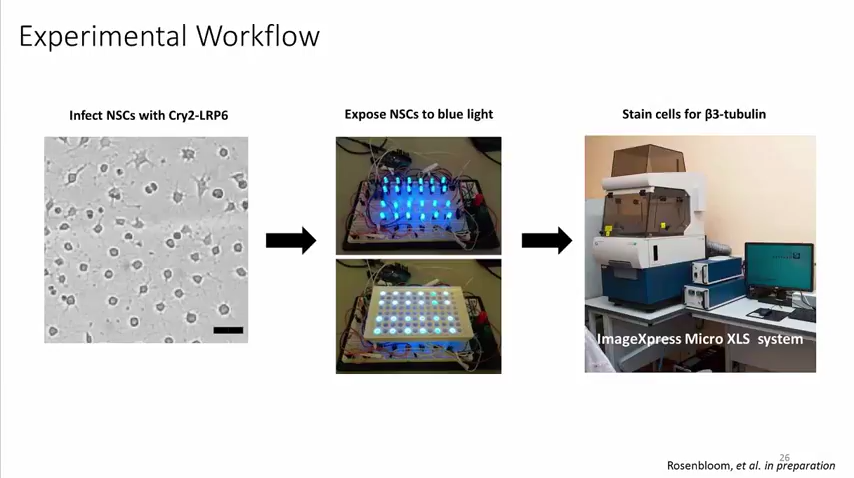 Experimental Workflow
Infect NSCs with Cry2-LRP6
Expose NSCs to blue light
Stain cells for β3-tubulin
ImageXpress Micro XLS system
26
Rosenbloom, et al. in preparation